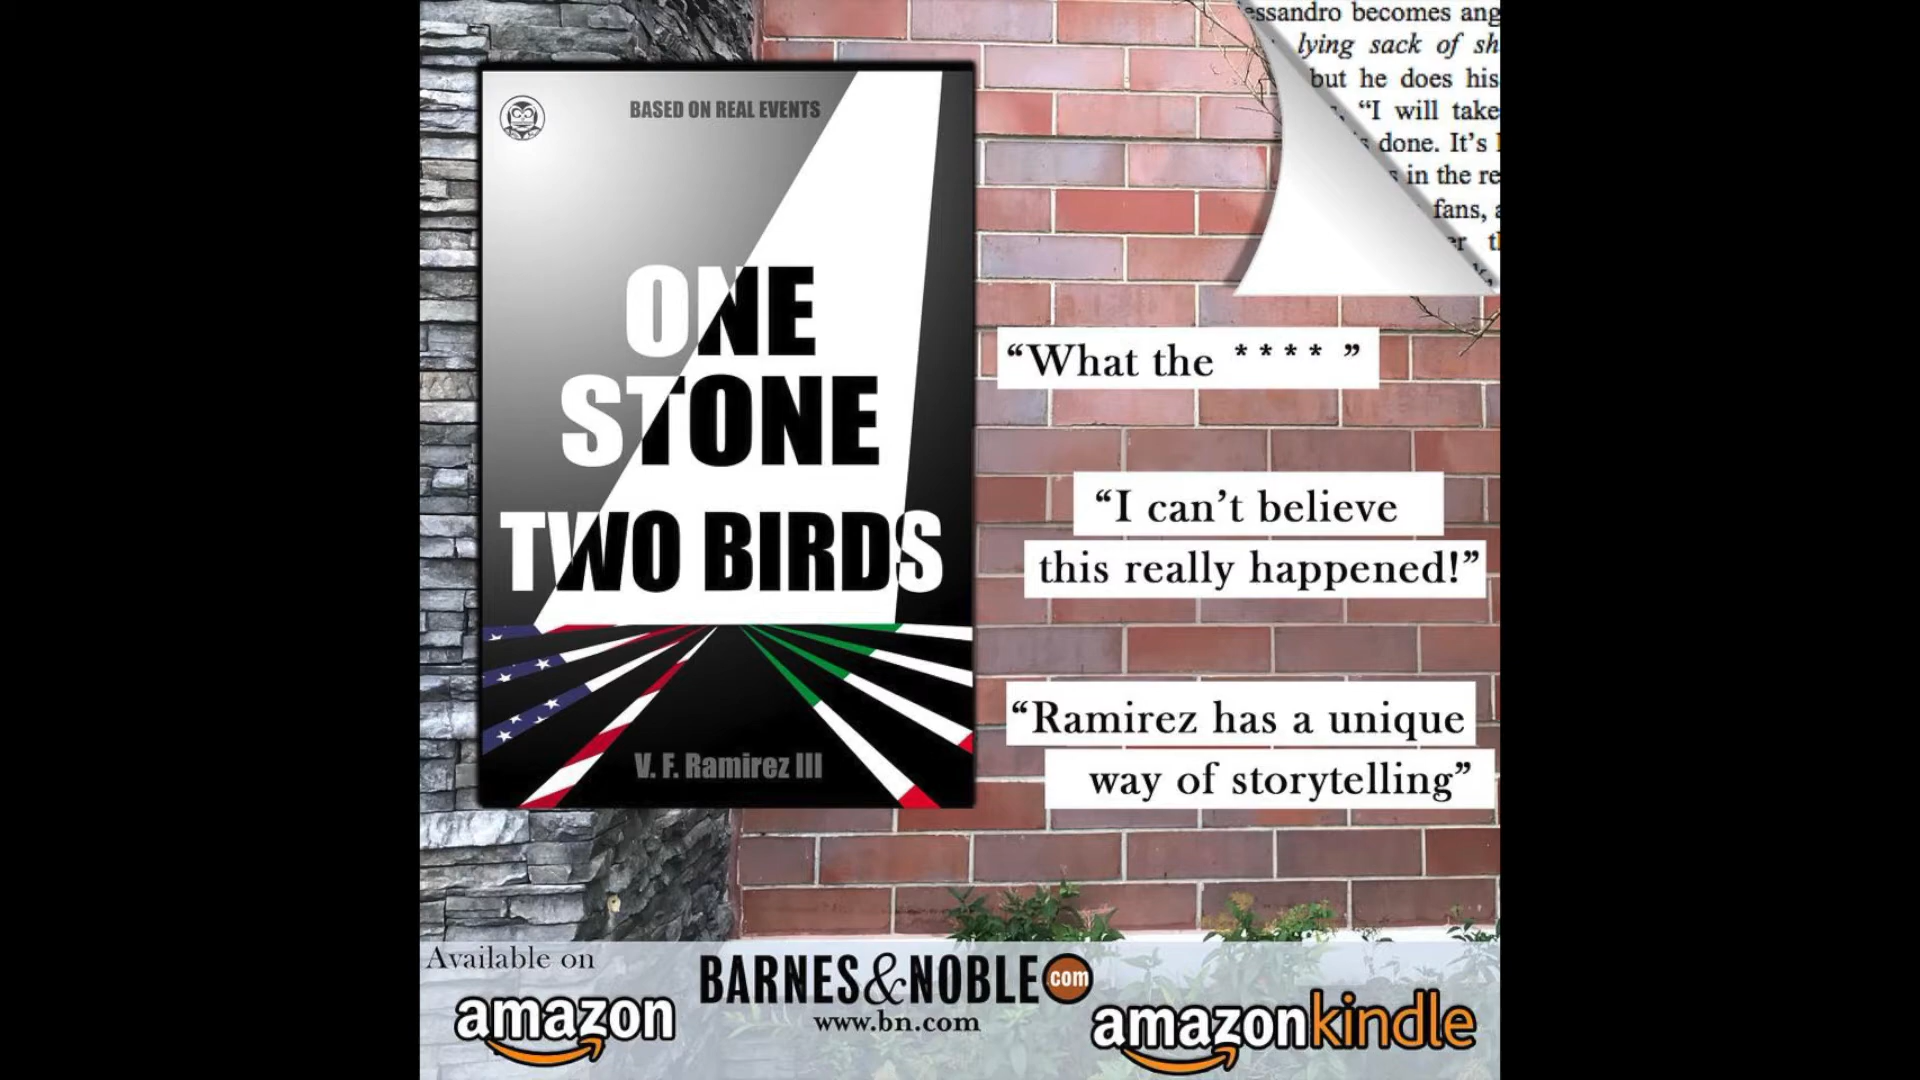 BASED ON REAL EVENTS
ONE
STONE
TWO BIRDS
V. F. Ramirez III
becomes
lying sack of
but he does his
“I will take
done. It’s
in the
fans,
“What the * * * * ”
“I can’t believe
this really happened!”
“Ramirez has a unique
way of storytelling”
Available on
amazon
BARNES&NOBLE.com
www.bn.com
amazonkindle